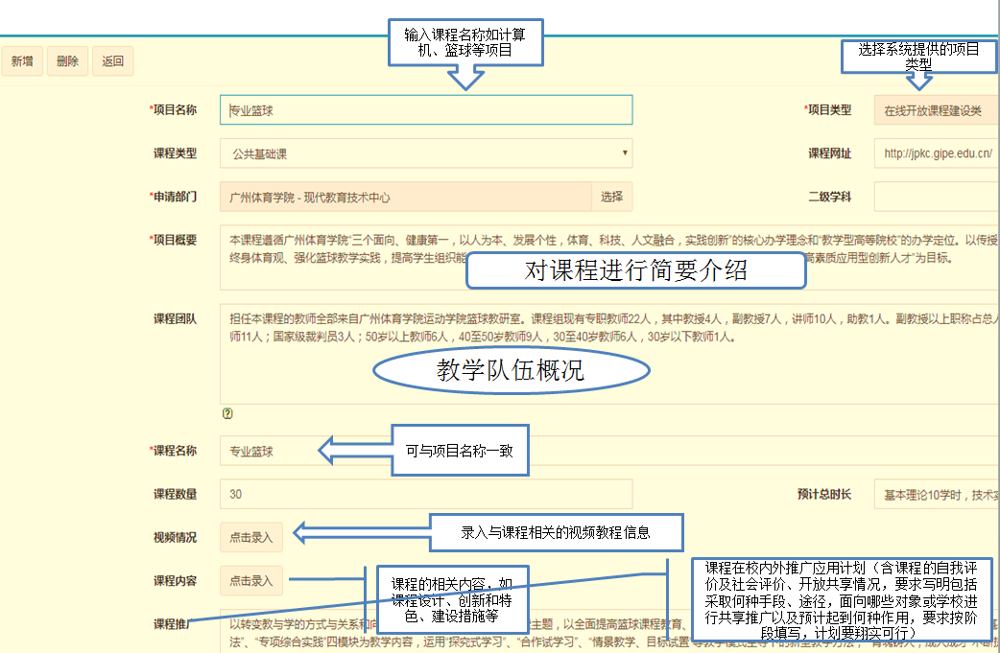 输入课程名称如计算
机、篮球等项目
选择系统提供的项目
类型
新增 删除 返回
*项目名称 专业篮球 *项目类型 在线开放课程建设类
课程类型 公共基础课 课程网址 http://jpkc.gipe.edu.cn/
*申请部门 广州体育学院 - 现代教育技术中心 选择 二级学科
*项目概要 本课程遵循广州体育学院“三个面向、健康第一，以人为本、发展个性，体育、科技、人文融合，实践创新”的核心办学理念和“教学型高等院校”的办学定位。以传授
终身体育观、强化篮球教学实践，提高学生组织能 高素质应用型创新人才”为目标。
对课程进行简要介绍
课程团队 担任本课程的教师全部来自广州体育学院运动学院篮球教研室。课程组现有专职教师22人，其中教授4人，副教授7人，讲师10人，助教1人。副教授以上职称占总人
师11人；国家级裁判员3人；50岁以上教师6人，40至50岁教师9人，30至40岁教师6人，30岁以下教师1人。
教学队伍概况
*课程名称 专业篮球 可与项目名称一致
课程数量 30 预计总时长 基本理论10学时，技术实
视频情况 点击录入 录入与课程相关的视频教程信息
课程内容 点击录入
课程的相关内容，如
课程设计、创新和特
色、建设措施等
课程在校内外推广应用计划（含课程的自我评
价及社会评价、开放共享情况，要求写明包括
采取何种手段、途径，面向哪些对象或学校进
行共享推广以及预计起到何种作用，要求按阶
段填写，计划要翔实可行）
课程推广 以转变教与学的方式与关系和 主题，以全面提高篮球课程教育、
法”、“专项综合实践”四模块为教学内容，运用“探究式学习”、“合作试学习”、“情景教学、目标试置